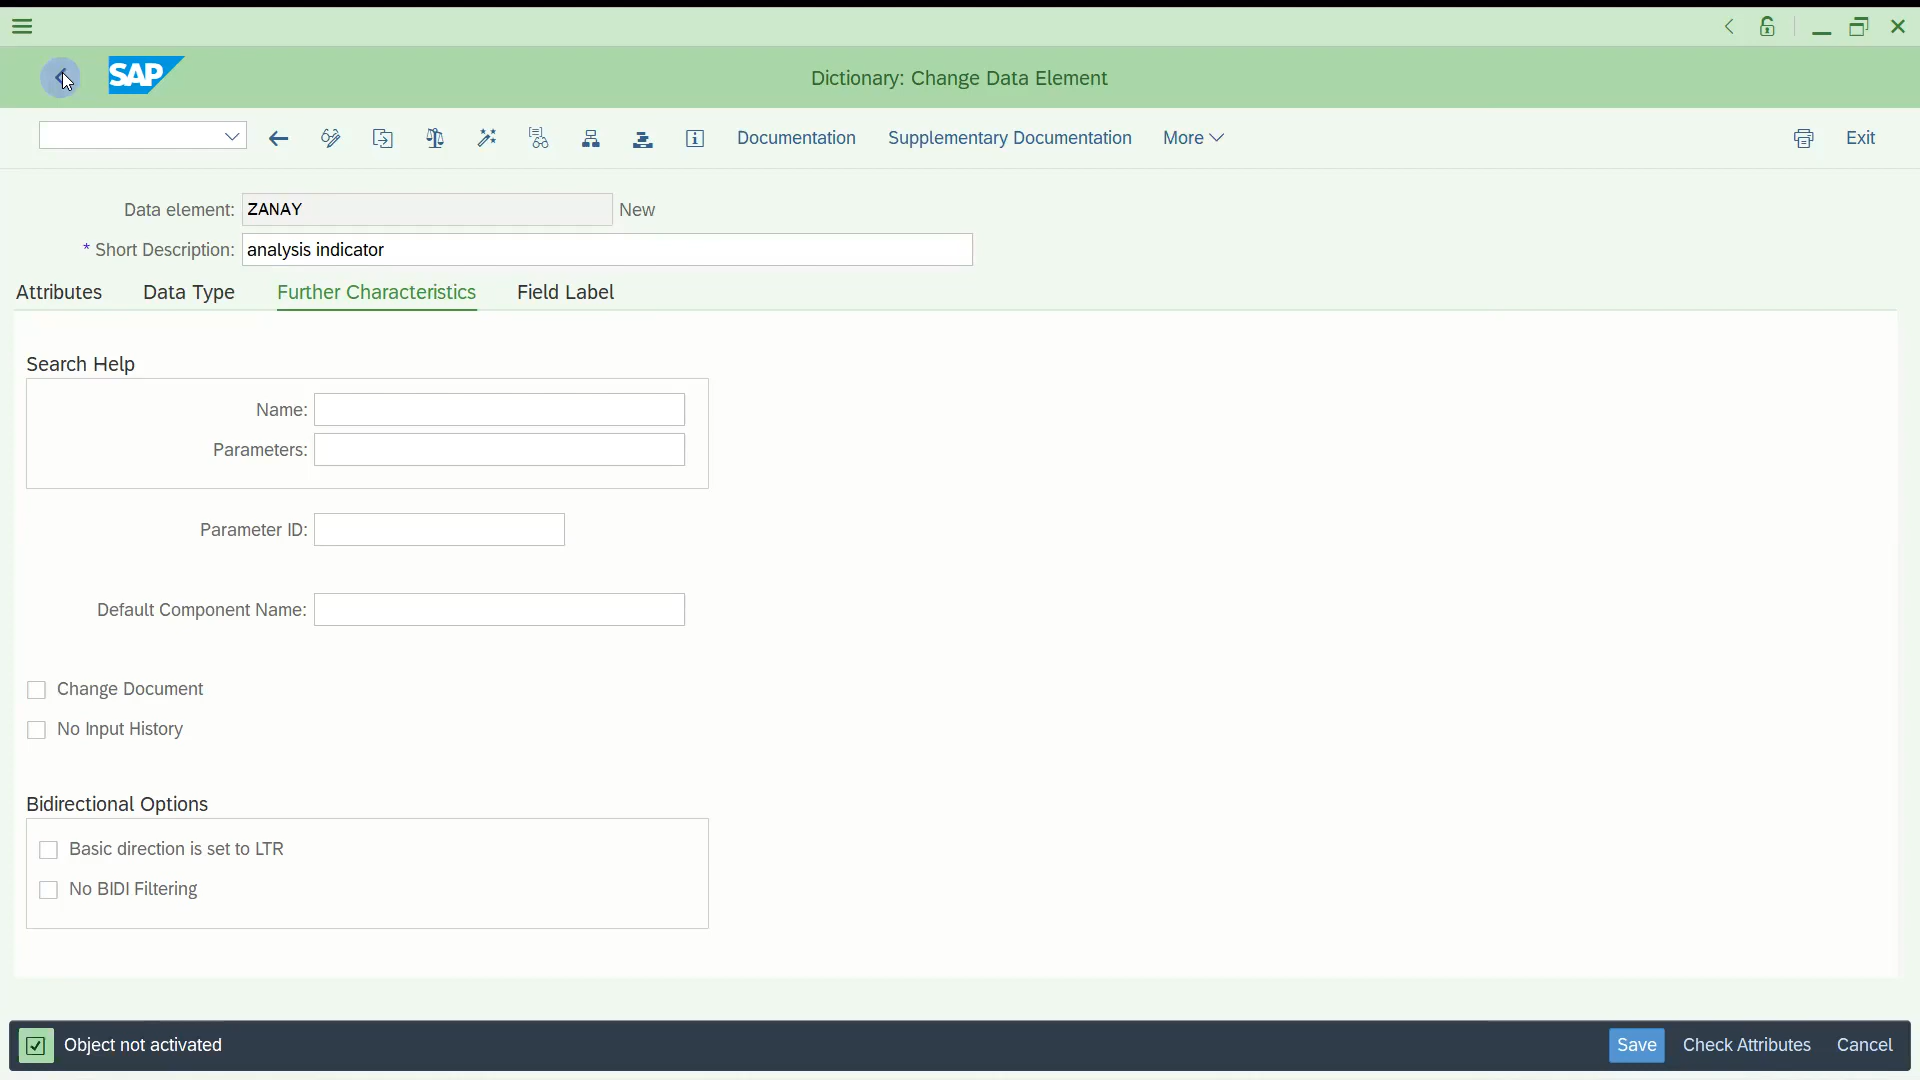 SAP
Dictionary: Change Data Element
Documentation
Supplementary Documentation
More
Exit
Data element: ZANAY New
* Short Description: analysis indicator
Attributes
Data Type
Further Characteristics
Field Label
Search Help
Name:
Parameters:
Parameter ID:
Default Component Name:
Change Document
No Input History
Bidirectional Options
Basic direction is set to LTR
No BIDI Filtering
Object not activated
Save
Check Attributes
Cancel